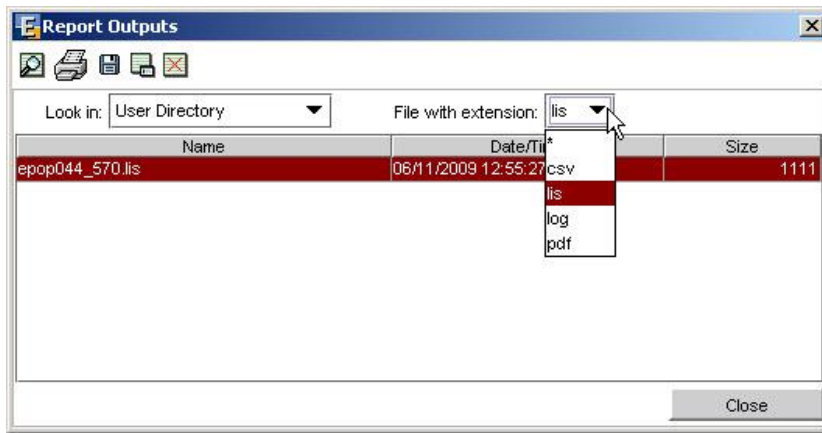 Report Outputs
Look in: User Directory File with extension: lis
Name Date/Ti Size
epop044_570.lis 06/11/2009 12:55:27 1111
*
csv
lis
log
pdf
Close